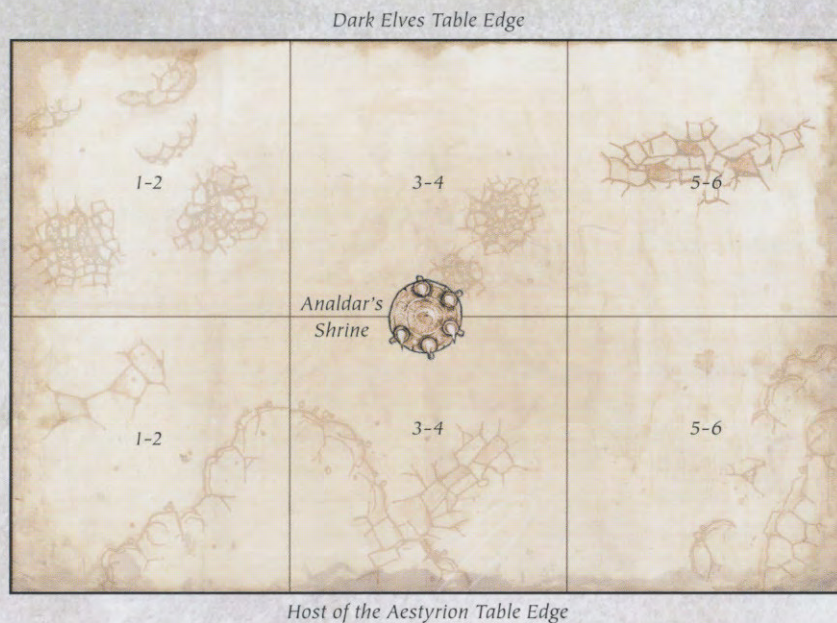 Dark Elves Table Edge
1-2
3-4
5-6
Analdar's
Shrine
1-2
3-4
5-6
Host of the Aestyrion Table Edge